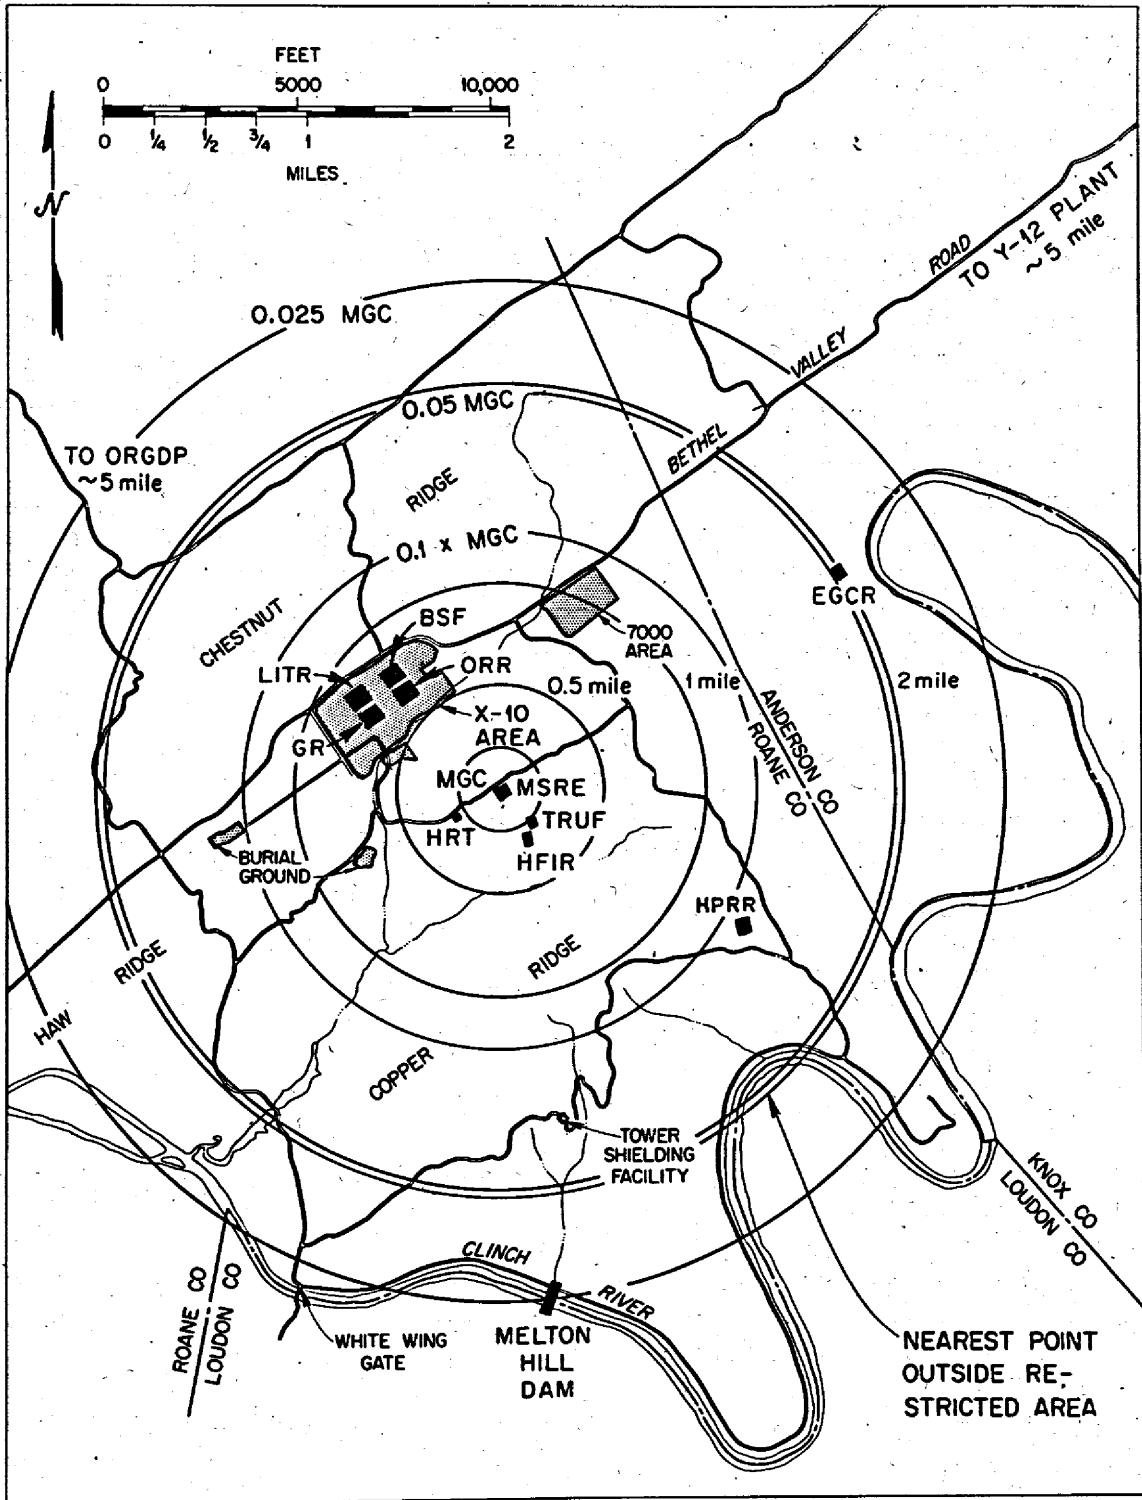 FEET
0 5000 10,000
0 1/4 1/2 3/4 1 2
MILES
N
ROAD
TO Y-12 PLANT
~ 5 mile
0.025 MGC
VALLEY
0.05 MGC
BETHEL
TO ORGDP
~5 mile
RIDGE
0.1 x MGC
EGCR
CHESTNUT
BSF
7000
AREA
LITR
ORR
0.5 mile
1 mile
2 mile
X-10
AREA
GR
ANDERSON CO
ROANE CO
MGC
MSRE
HRT
TRUF
HFIR
BURIAL
GROUND
HPRR
RIDGE
RIDGE
HAW
COPPER
TOWER
SHIELDING
FACILITY
KNOX CO
LOUDON CO
CLINCH
RIVER
ROANE CO
LOUDON CO
WHITE WING
GATE
MELTON
HILL
DAM
NEAREST POINT
OUTSIDE RE-
STRICTED AREA